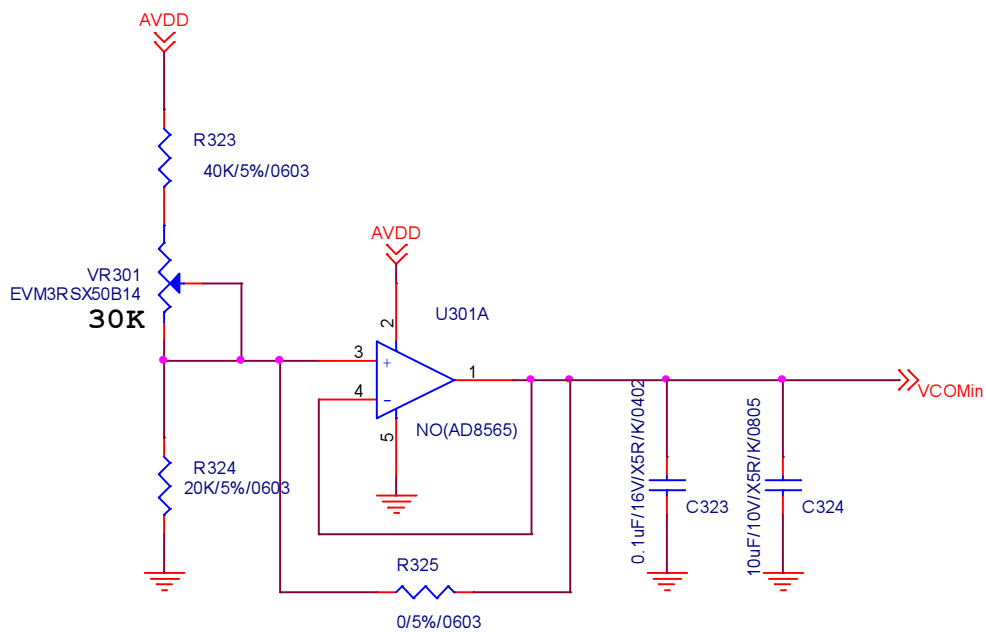 AVDD
R323
40K/5%/0603
VR301
EVM3RSX50B14
30K
AVDD
U301A
2
3
+
1
4
-
5
NO(AD8565)
VCOMin
R324
20K/5%/0603
0.1uF/16V/X5R/K/0402
C323
10uF/10V/X5R/K/0805
C324
R325
0/5%/0603